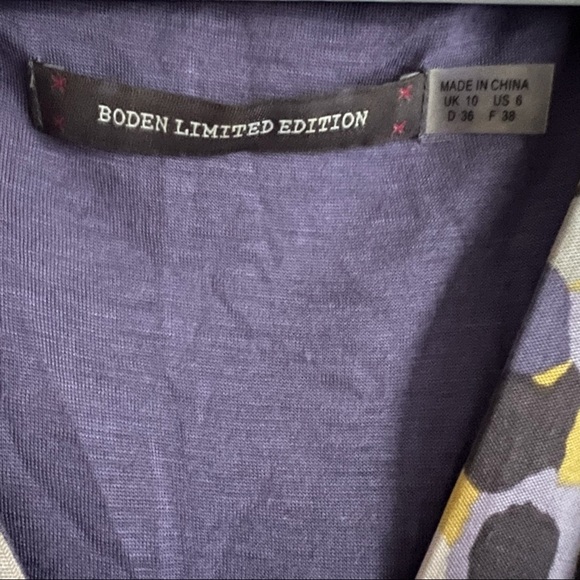 BODEN LIMITED EDITION
MADE IN CHINA
UK 10 US 6
D 36 F 38